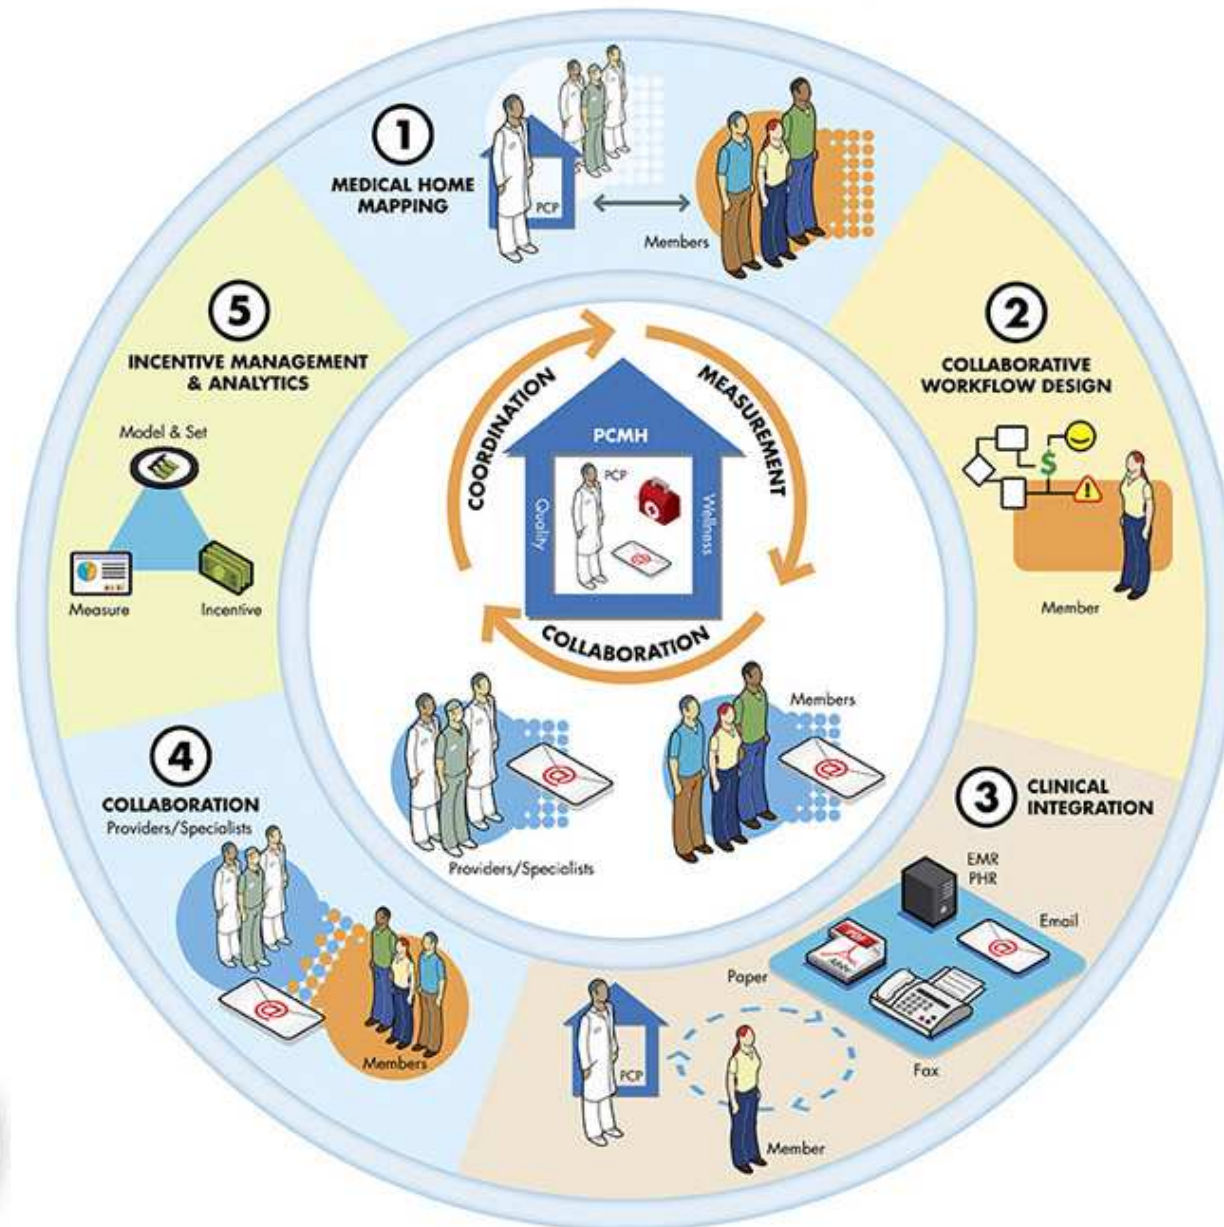 1
MEDICAL HOME
MAPPING
PCP
Members
2
COLLABORATIVE
WORKFLOW DESIGN
$
!
Member
3
CLINICAL
INTEGRATION
EMR
PHR
Email
@
PDF
Adobe
Paper
Fax
PCP
Member
4
COLLABORATION
Providers/Specialists
@
Members
5
INCENTIVE MANAGEMENT
& ANALYTICS
Model & Set
Measure
Incentive
COORDINATION
MEASUREMENT
COLLABORATION
PCMH
PCP
Quality
Wellness
@
Providers/Specialists
@
Members
@